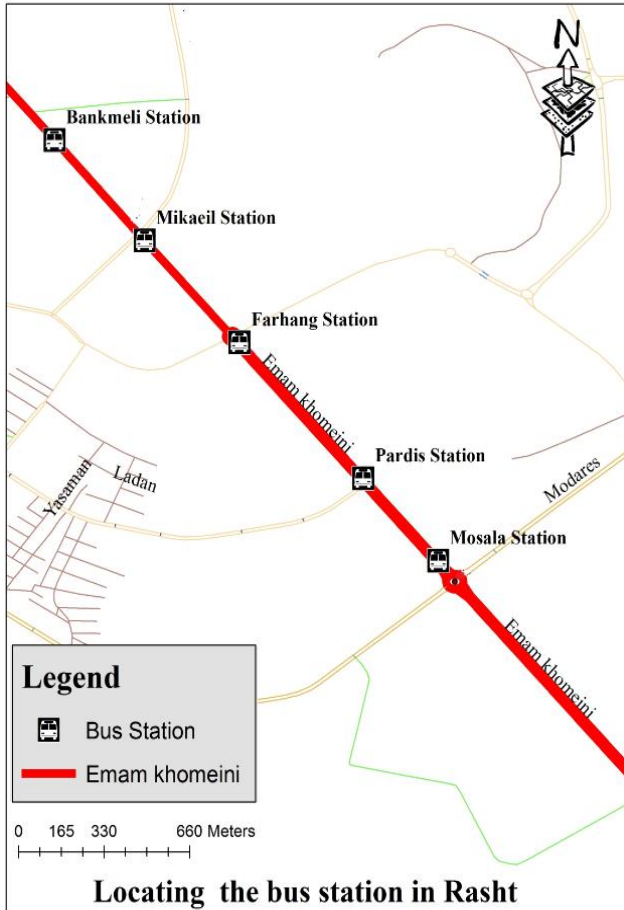 N
Bankmeli Station
Mikaeil Station
Farhang Station
Emam khomeini
Pardis Station
Modares
Yasaman
Ladan
Mosala Station
Emam khomeini
Legend
Bus Station
Emam khomeini
0 165 330 660 Meters
Locating the bus station in Rasht